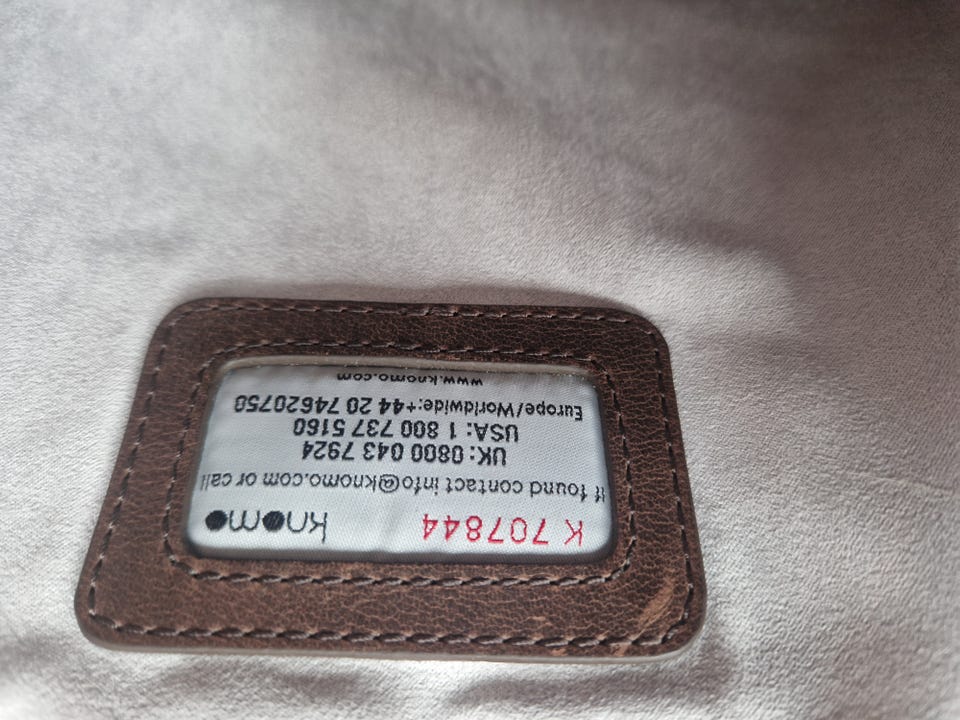 K 707844 knomo
If found contact info@knomo.com or call
UK: 0800 043 7924
USA: 1 800 737 5160
Europe/Worldwide:+44 20 74620750
www.knomo.com